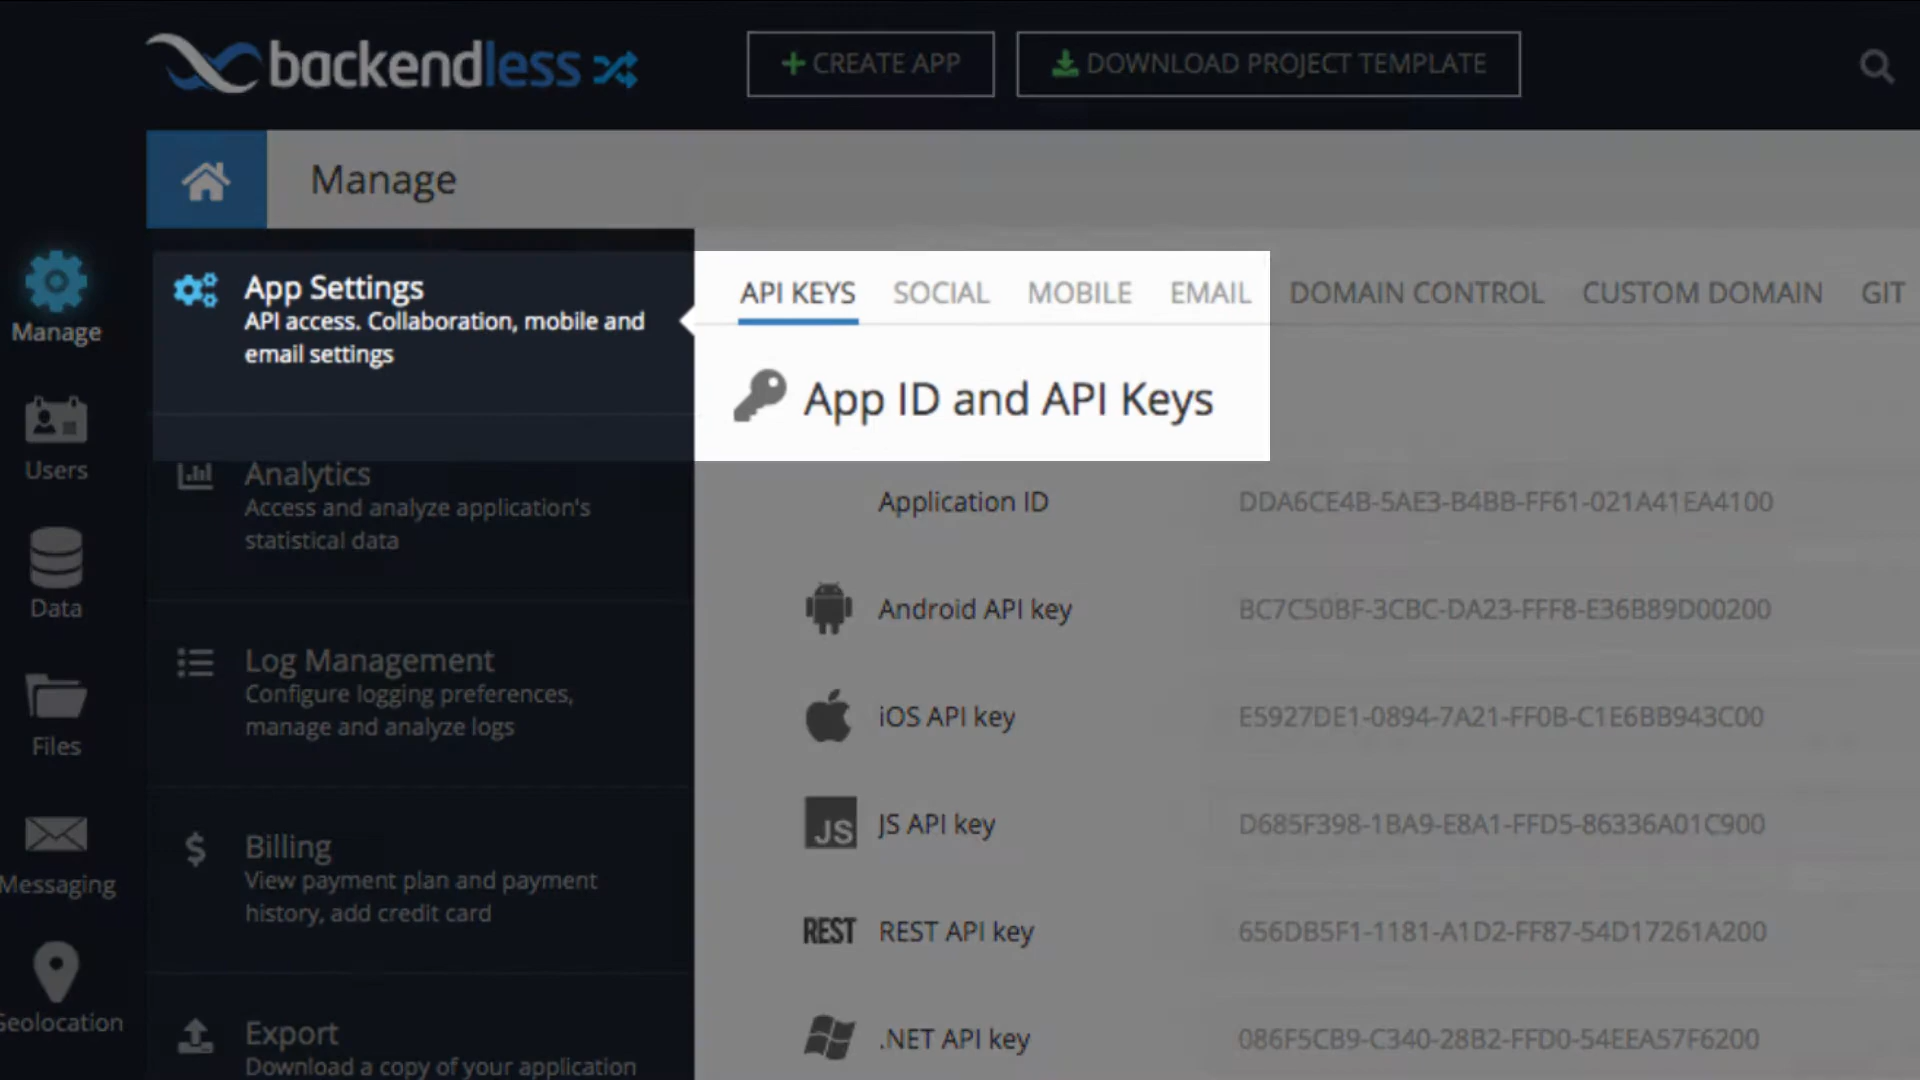 backendless
CREATE APP
DOWNLOAD PROJECT TEMPLATE
Manage
Manage
Users
Data
Files
Messaging
Geolocation
App Settings
API access. Collaboration, mobile and
email settings
Analytics
Access and analyze application's
statistical data
Log Management
Configure logging preferences,
manage and analyze logs
Billing
View payment plan and payment
history, add credit card
Export
Download a copy of your application
API KEYS SOCIAL MOBILE EMAIL DOMAIN CONTROL CUSTOM DOMAIN GIT
App ID and API Keys
Application ID DDA6CE4B-5AE3-B4BB-FF61-021A41EA4100
Android API key BC7C50BF-3CBC-DA23-FFF8-E36B89D00200
iOS API key E5927DE1-0894-7A21-FF0B-C1E6BB943C00
JS JS API key D685F398-1BA9-E8A1-FFD5-86336A01C900
REST REST API key 656DB5F1-1181-A1D2-FF87-54D17261A200
.NET API key 086F5CB9-C340-28B2-FFD0-54EEA57F6200